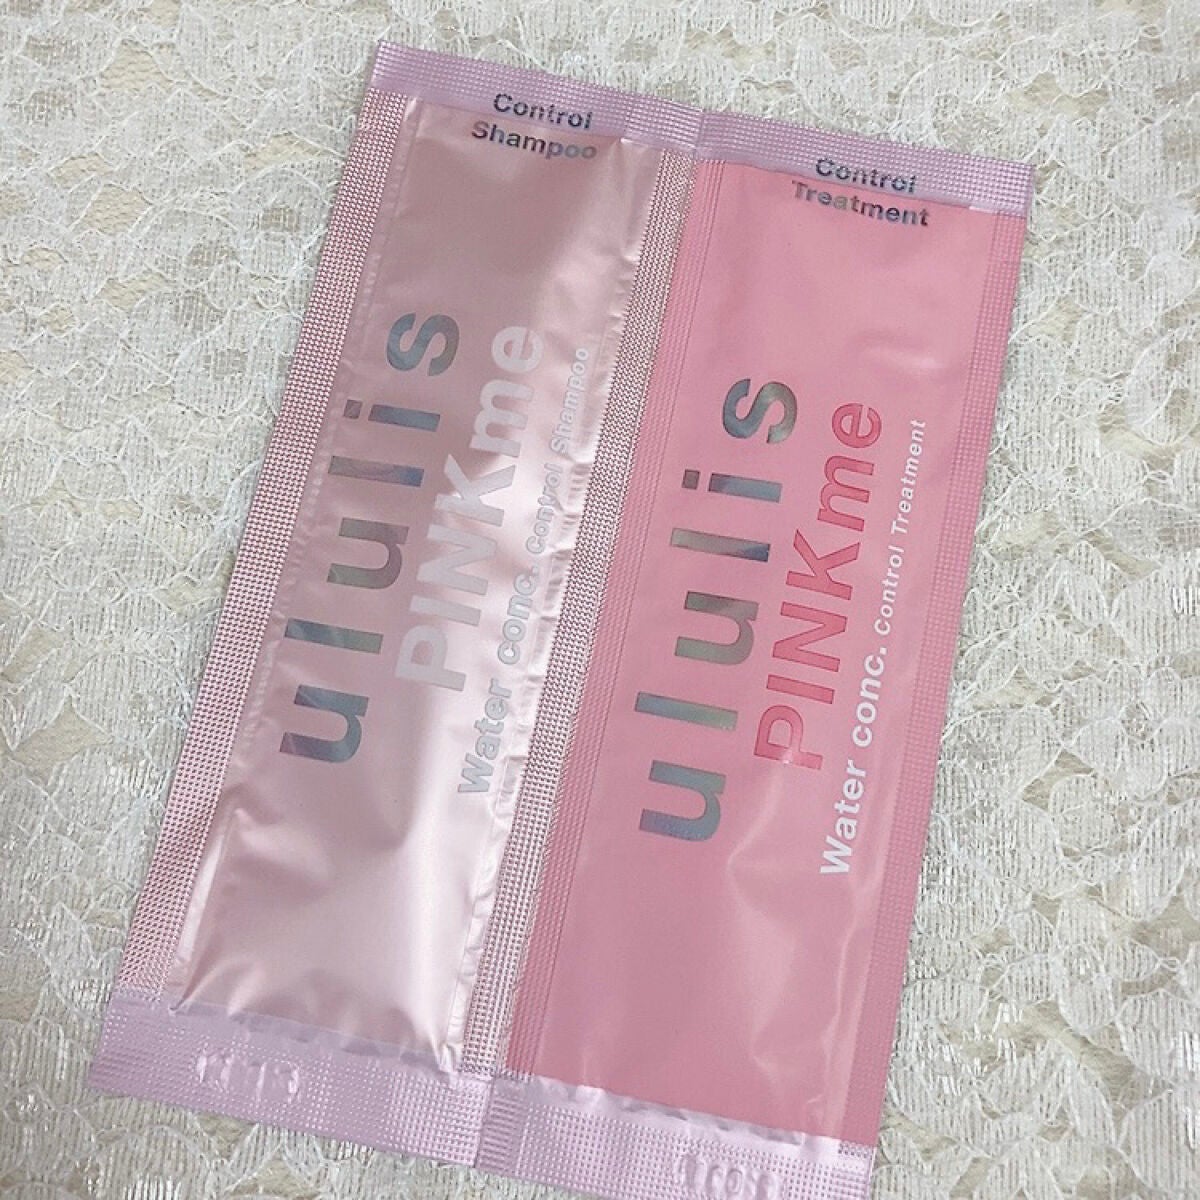 Control
Shampoo
ululis
PINKme
Water conc. Control Shampoo
Control
Treatment
ululis
PINKme
Water conc. Control Treatment